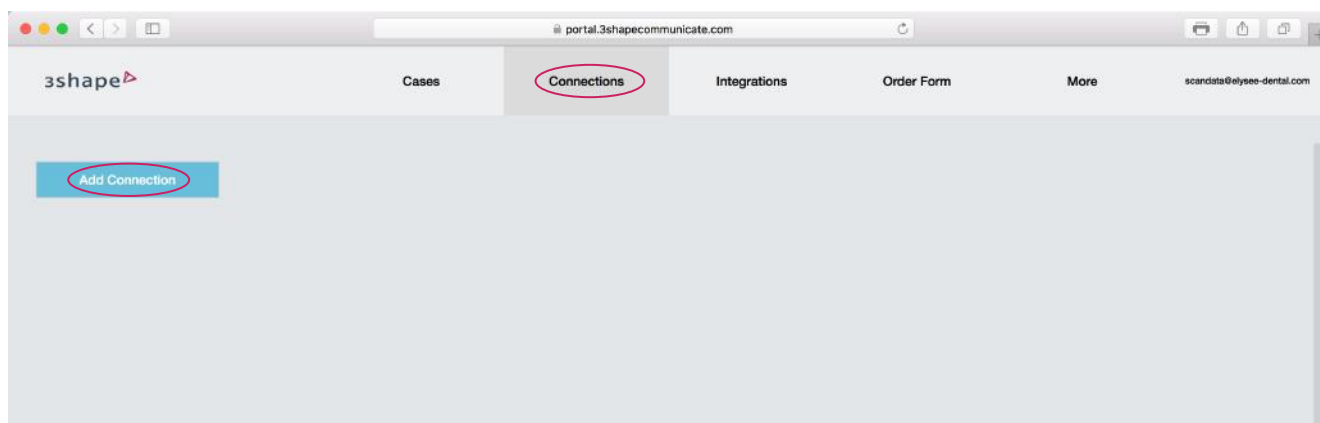 portal.3shapecommunicate.com
3shape
Cases
Connections
Integrations
Order Form
More
scandata@elysee-dental.com
Add Connection